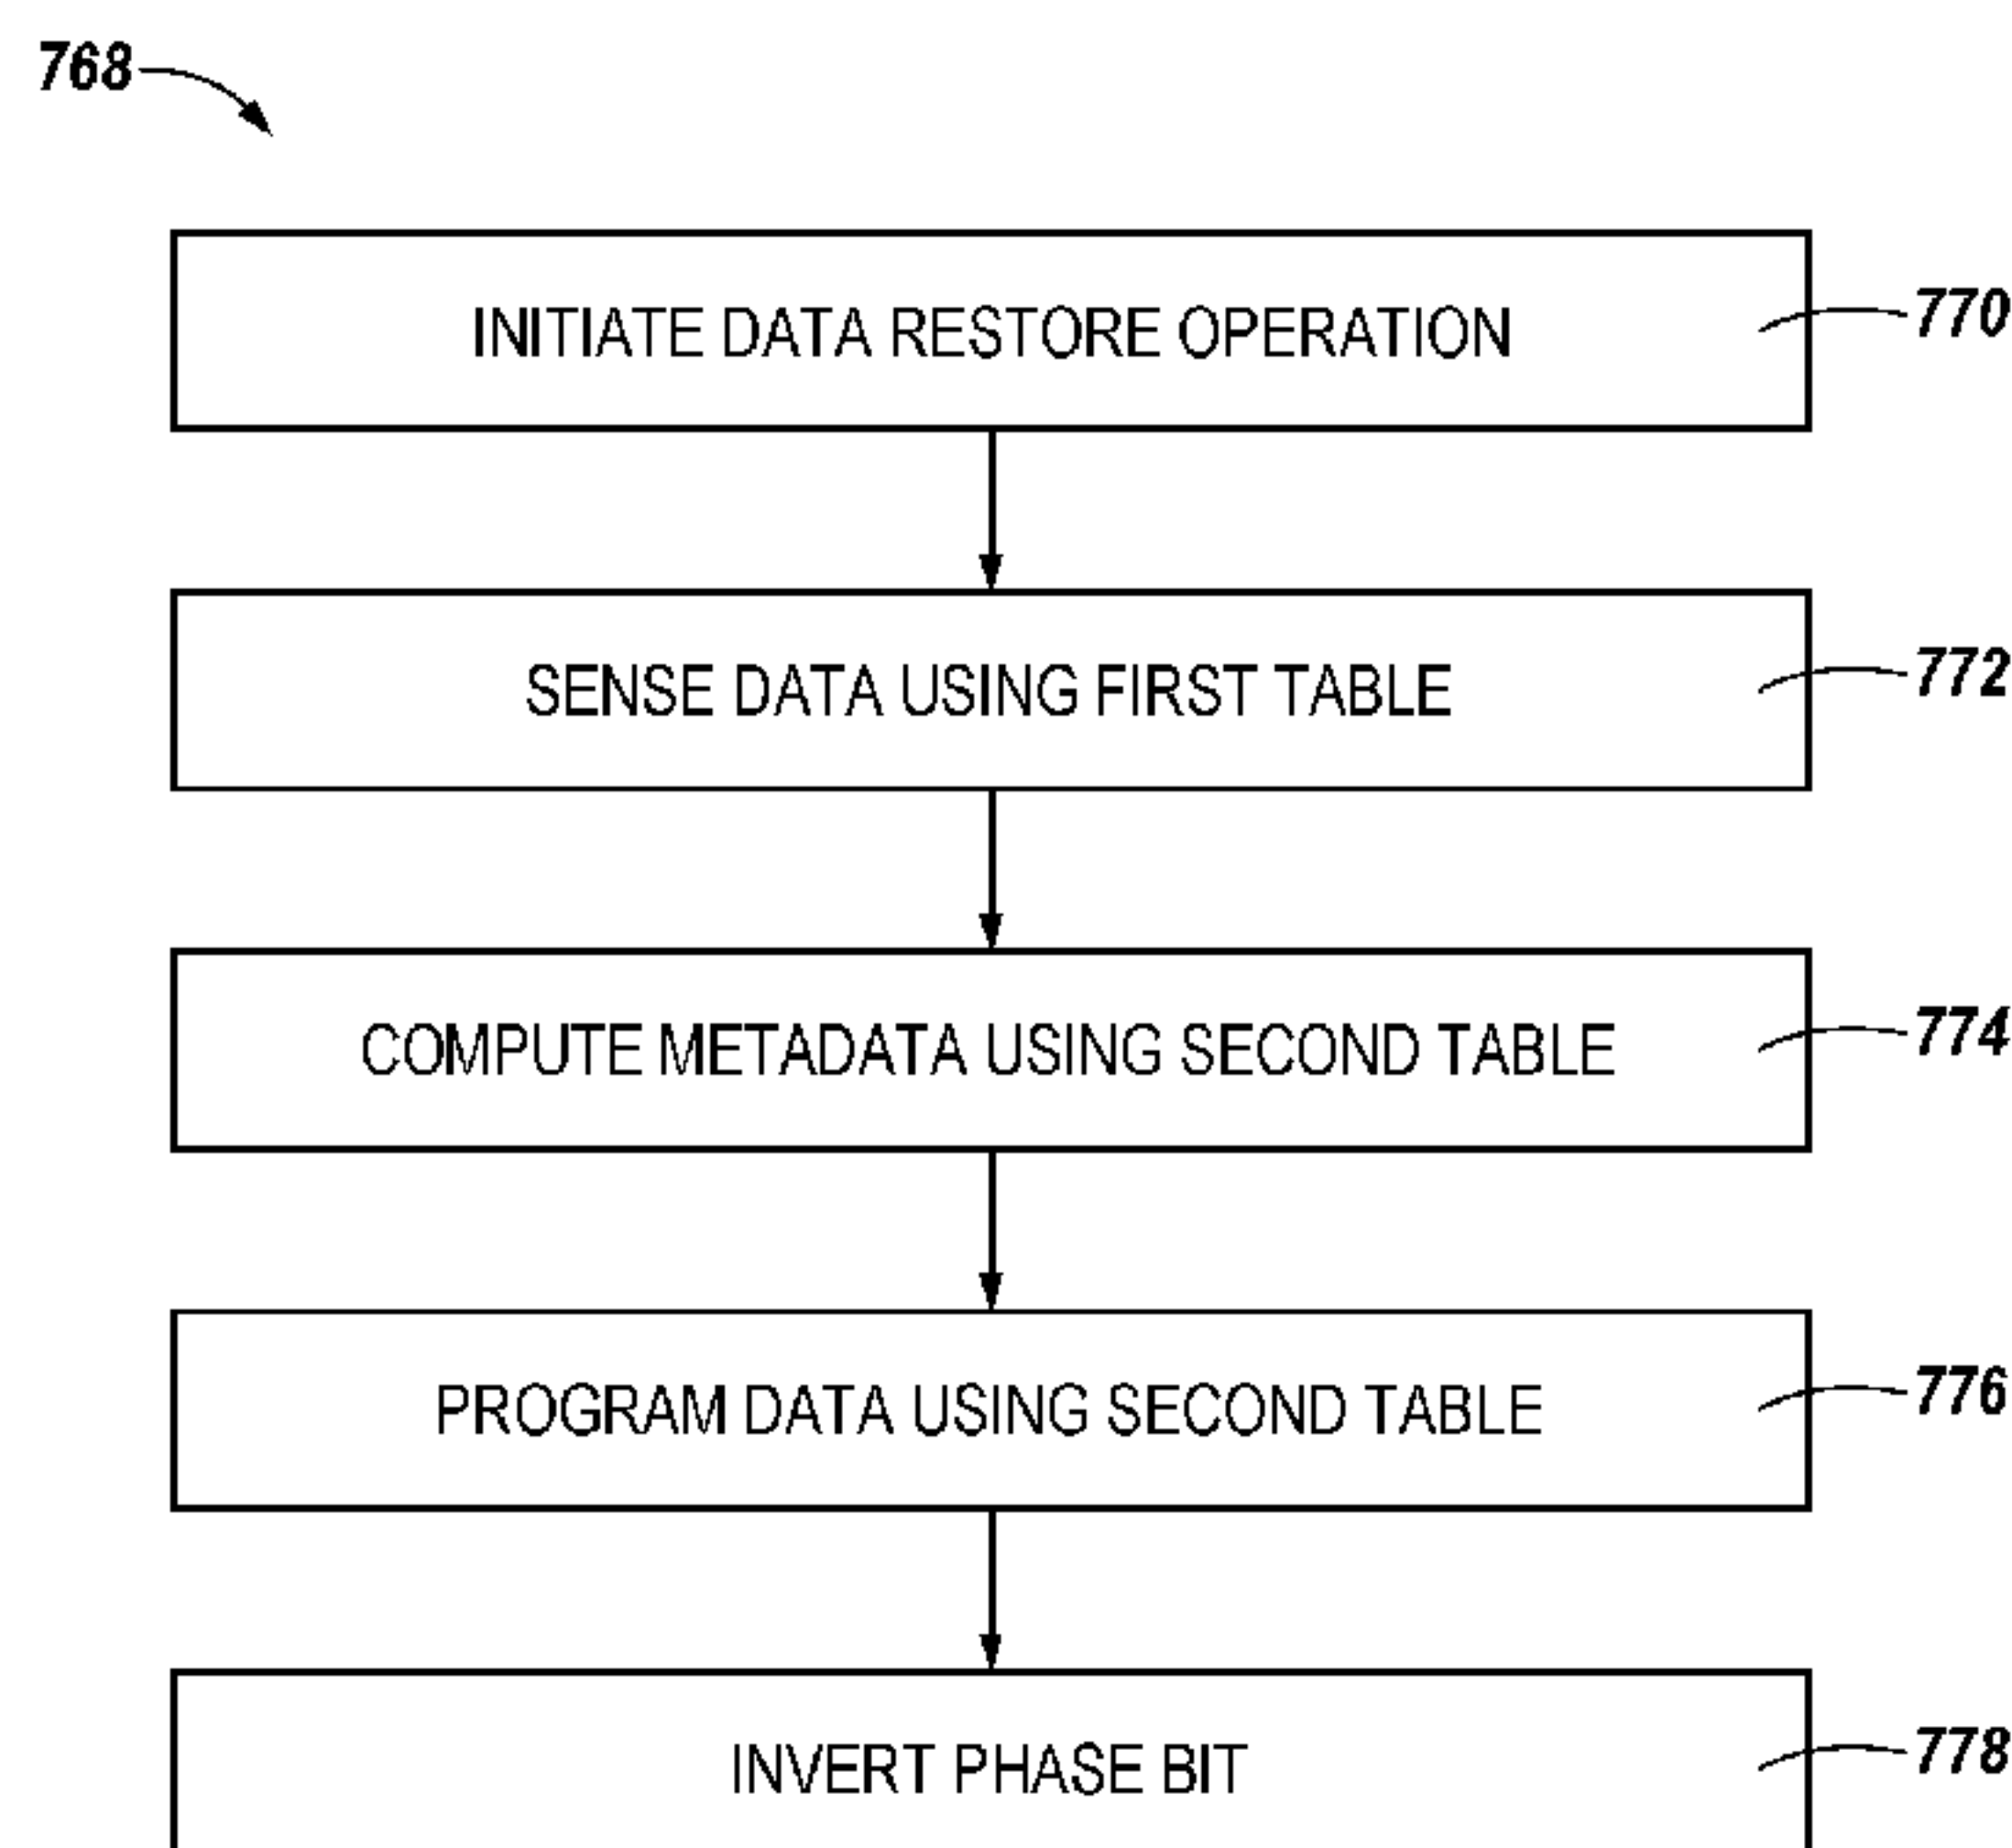 768
INITIATE DATA RESTORE OPERATION
770
SENSE DATA USING FIRST TABLE
772
COMPUTE METADATA USING SECOND TABLE
774
PROGRAM DATA USING SECOND TABLE
776
INVERT PHASE BIT
778